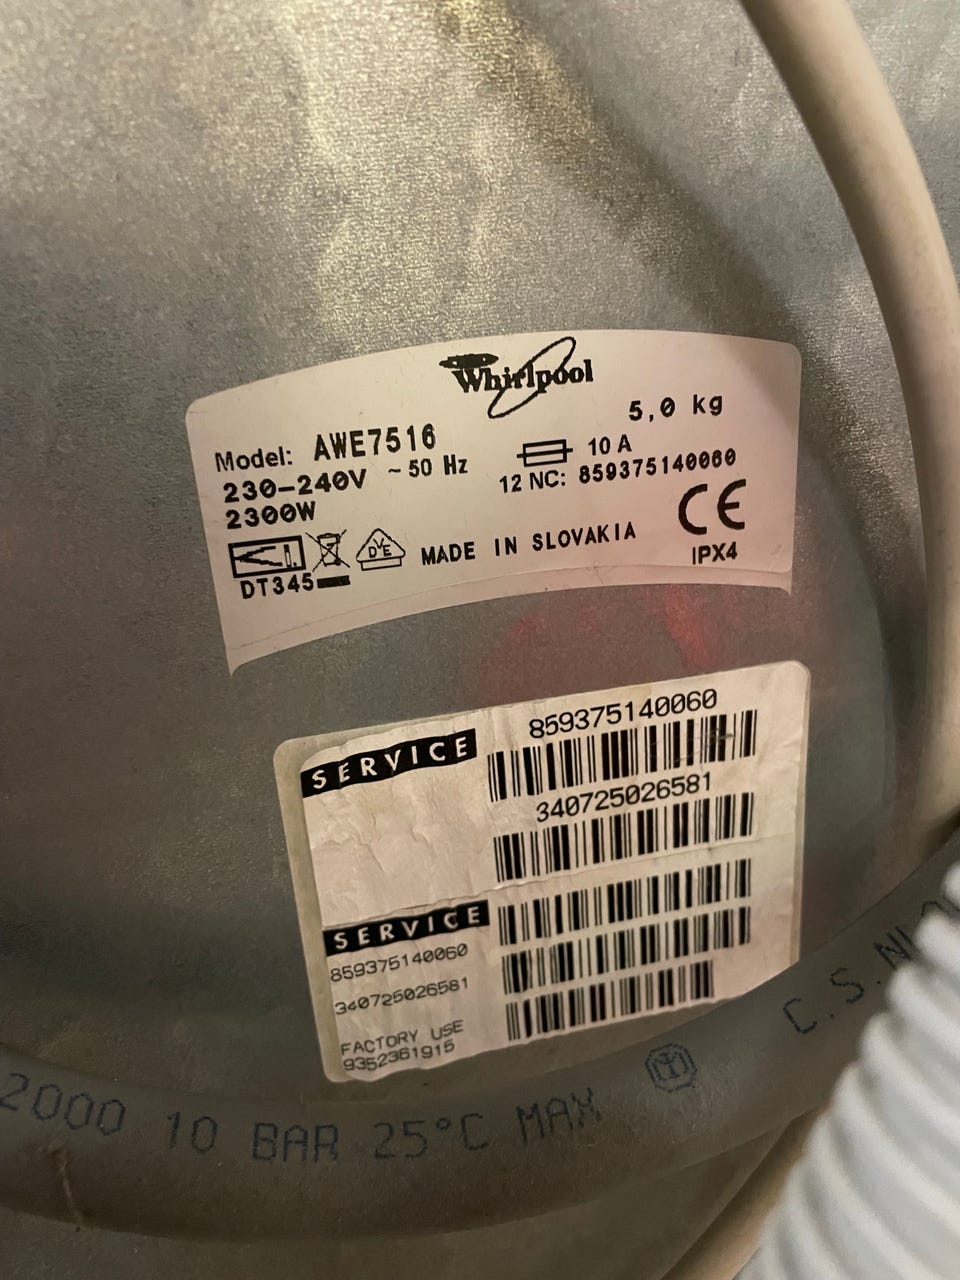 Whirlpool
5,0 kg
Model: AWE7516
230-240V ~ 50 Hz
10 A
2300W
12 NC: 859375140060
CE
VDE
MADE IN SLOVAKIA
IPX4
DT345
SERVICE
859375140060
340725026581
SERVICE
859375140060
340725026581
FACTORY USE
9352361915
2000 10 BAR 25°C MAX
C.S.